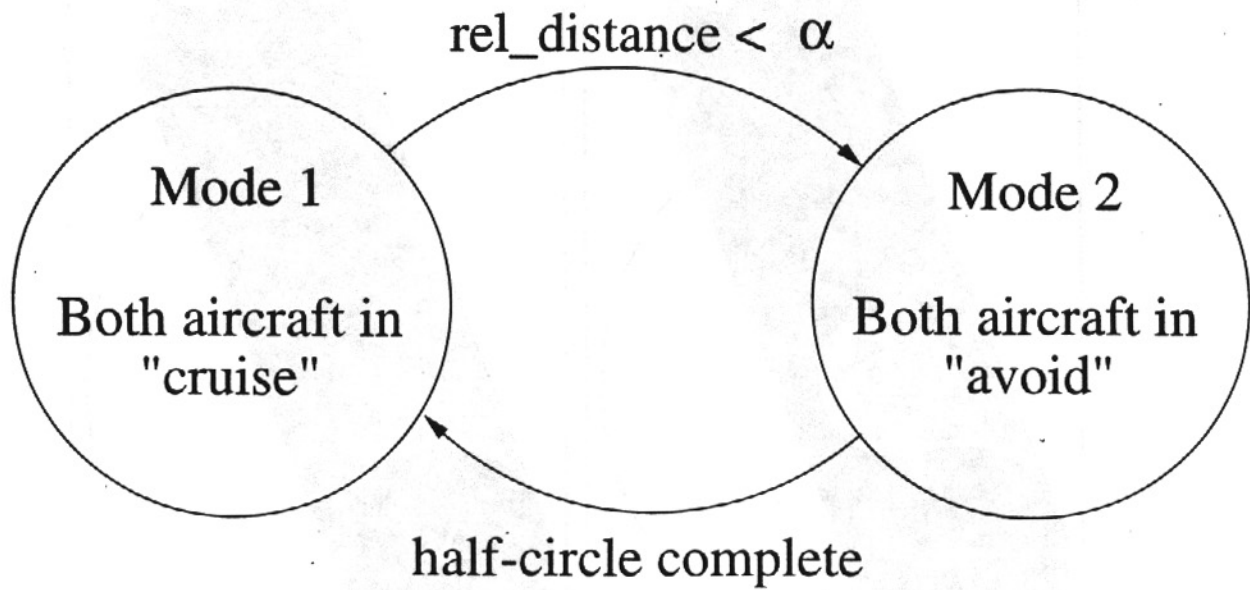 rel_distance < α
Mode 1
Both aircraft in
"cruise"
Mode 2
Both aircraft in
"avoid"
half-circle complete